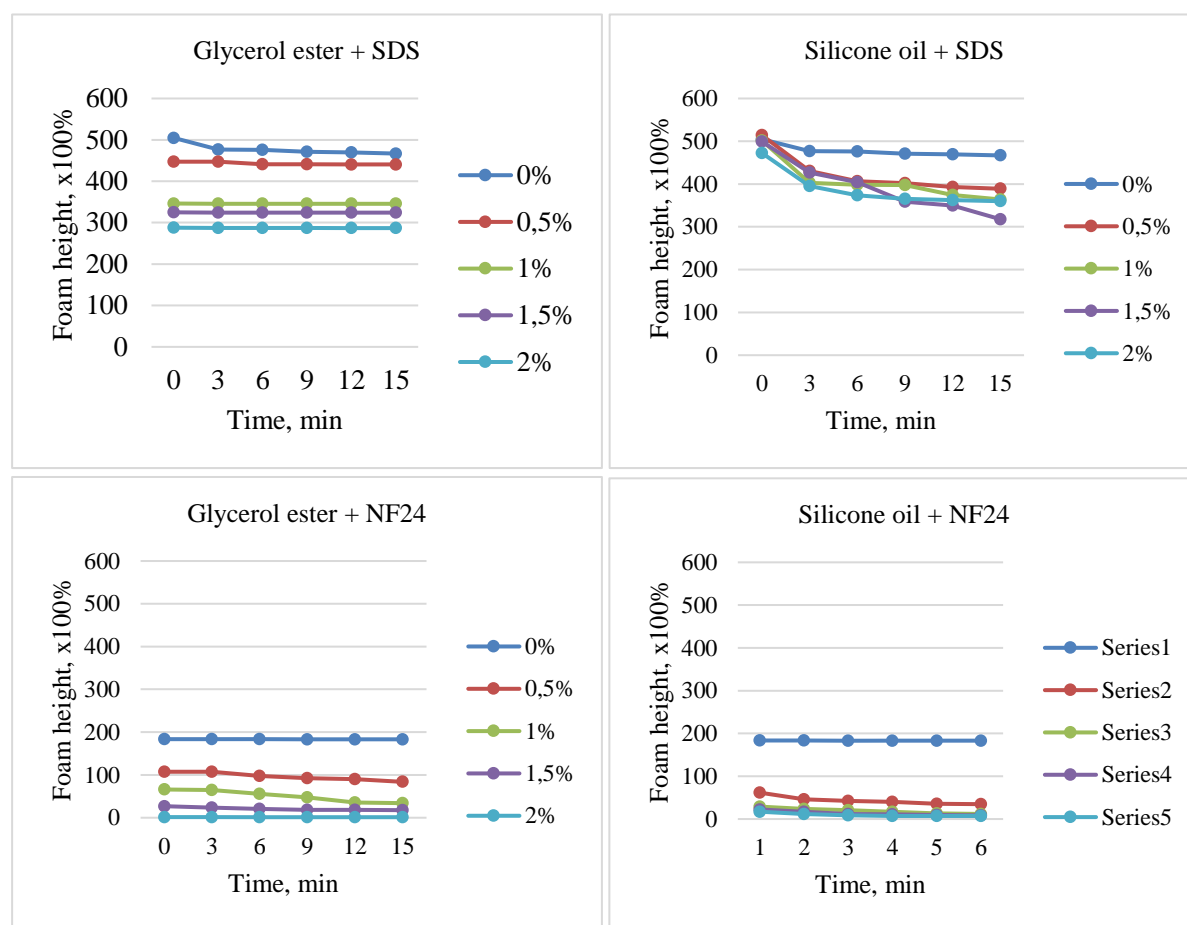 Glycerol ester + SDS
Foam height, x100%
600
500
400
300
200
100
0
0 3 6 9 12 15
Time, min
0%
0,5%
1%
1,5%
2%
Silicone oil + SDS
Foam height, x100%
600
500
400
300
200
100
0
0 3 6 9 12 15
Time, min
0%
0,5%
1%
1,5%
2%
Glycerol ester + NF24
Foam height, x100%
600
500
400
300
200
100
0
0 3 6 9 12 15
Time, min
0%
0,5%
1%
1,5%
2%
Silicone oil + NF24
Foam height, x100%
600
500
400
300
200
100
0
1 2 3 4 5 6
Time, min
Series1
Series2
Series3
Series4
Series5